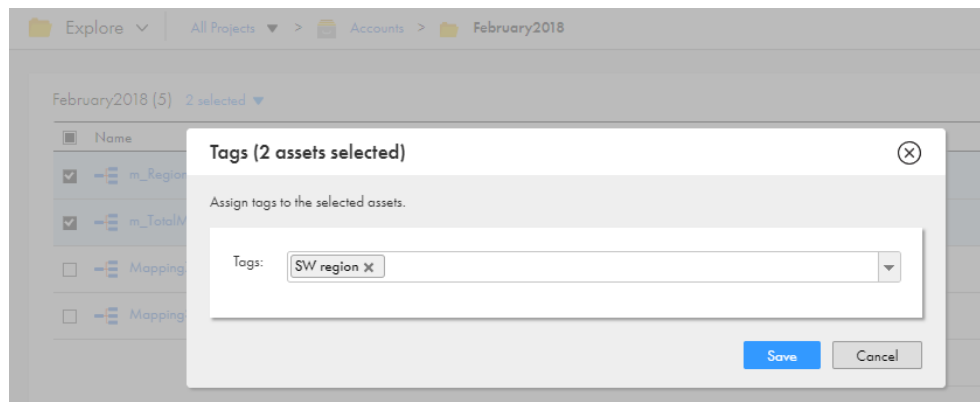 Explore All Projects > Accounts > February2018
February2018 (5) 2 selected
Name
Tags (2 assets selected)
m_Region
Assign tags to the selected assets.
m_TotalM
Tags: SW region
Mapping
Mapping
Save Cancel